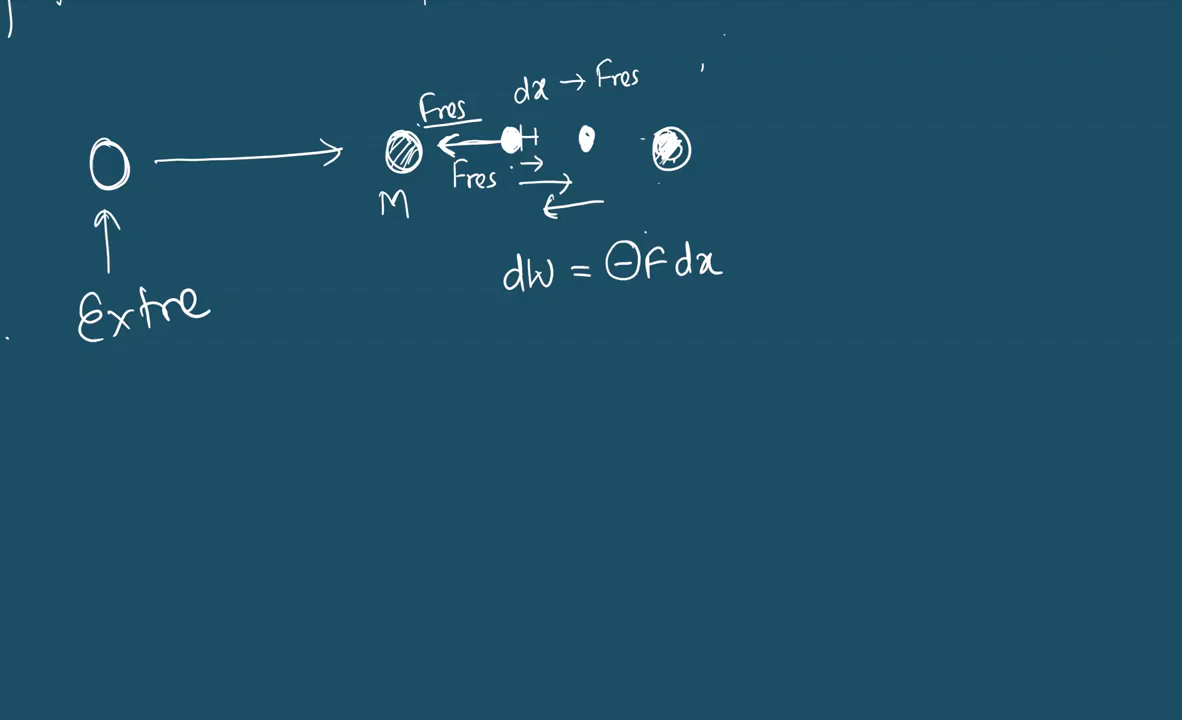 dx → Fres
Fres
Fres
M
dW = ⊖F dx
Extre